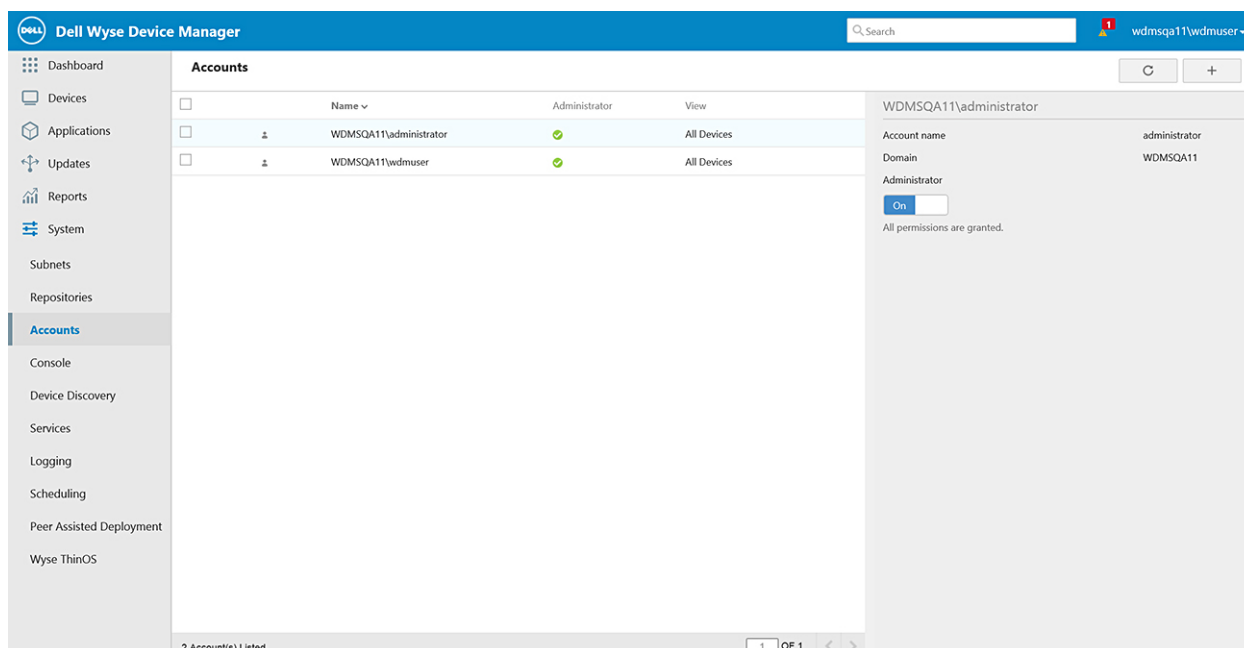 DELL Dell Wyse Device Manager
Search
1
wdmsqa11\wdmuser
Dashboard
Devices
Applications
Updates
Reports
System
Subnets
Repositories
Accounts
Console
Device Discovery
Services
Logging
Scheduling
Peer Assisted Deployment
Wyse ThinOS
Accounts
Name Administrator View
WDMSQA11\administrator All Devices
WDMSQA11\wdmuser All Devices
2 Account(s) Listed
1 OF 1
WDMSQA11\administrator
Account name administrator
Domain WDMSQA11
Administrator
On
All permissions are granted.